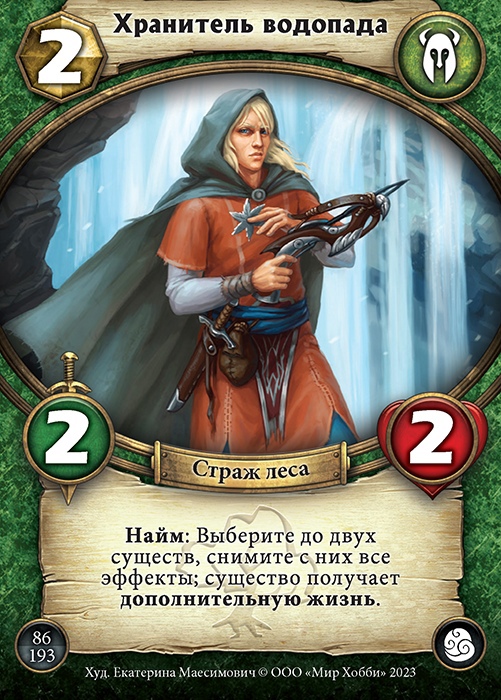 Хранитель водопада
2
2
2
Страж леса
Найм: Выберите до двух
существ, снимите с них все
эффекты; существо получает
дополнительную жизнь.
86
193
Худ. Екатерина Маесимович © ООО «Мир Хобби» 2023